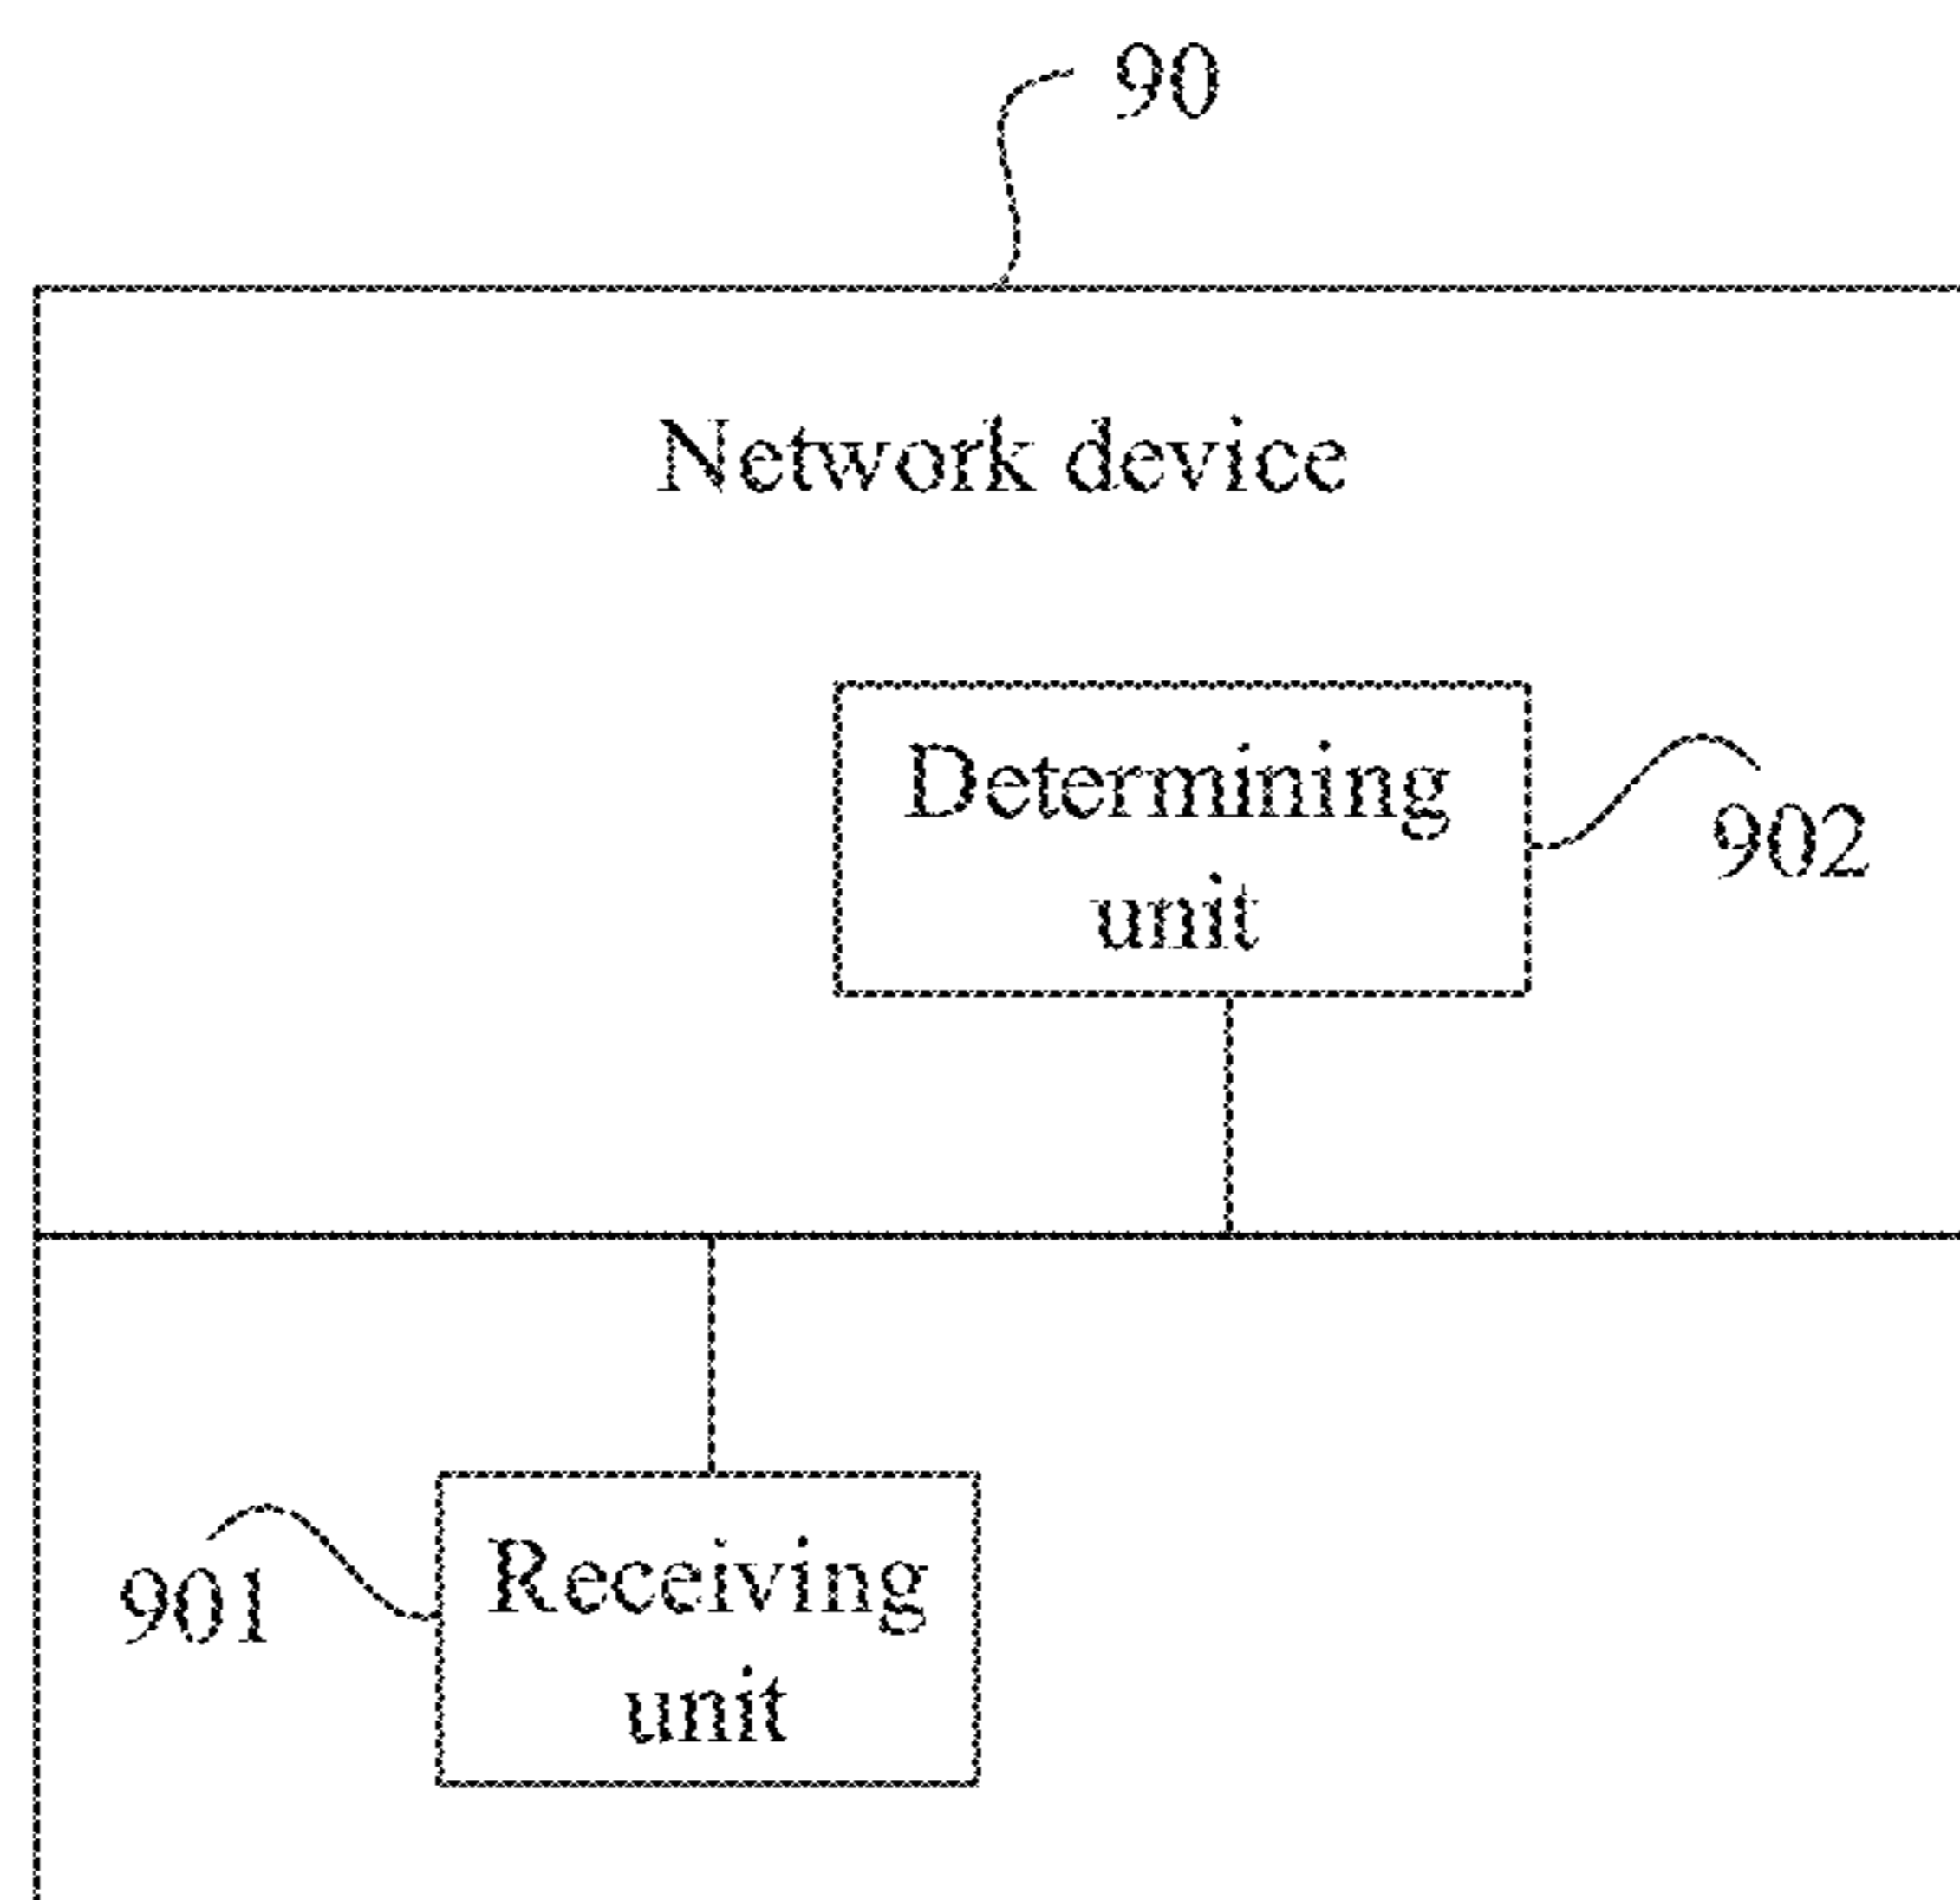 90
Network device
Determining
unit
902
901
Receiving
unit